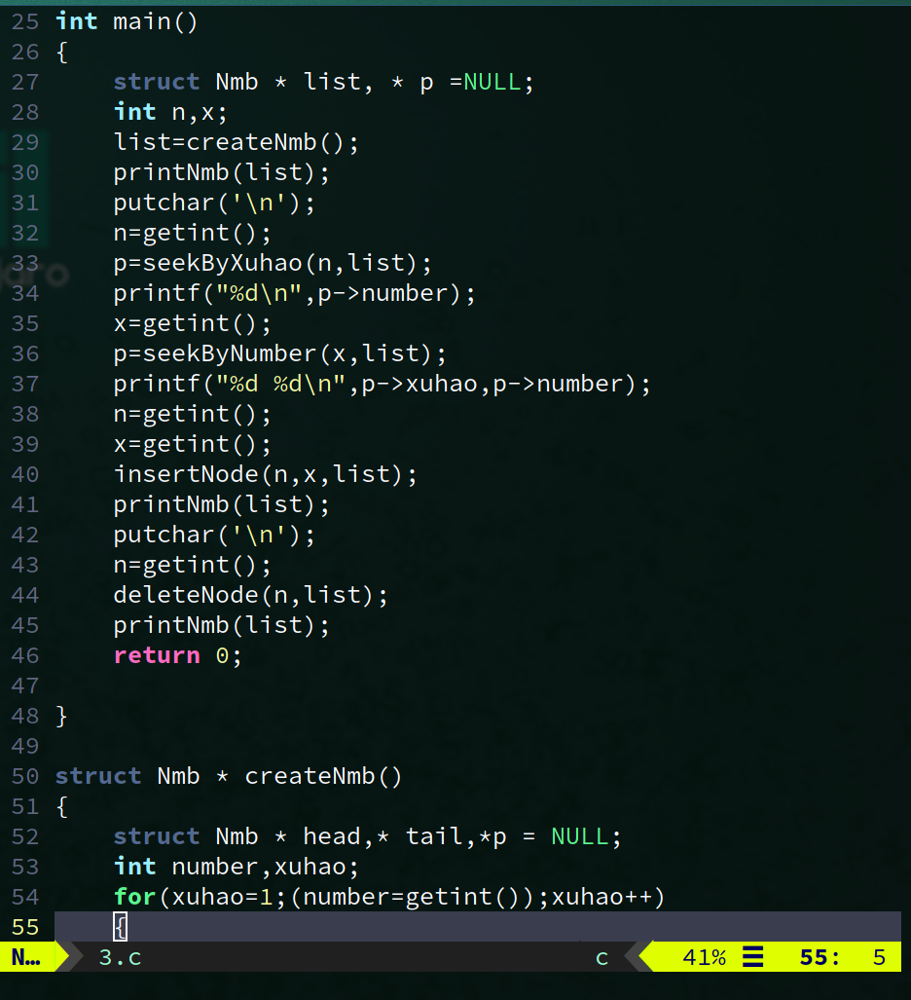 25 int main()
26 {
27     struct Nmb * list, * p =NULL;
28     int n,x;
29     list=createNmb();
30     printNmb(list);
31     putchar('\n');
32     n=getint();
33     p=seekByXuhao(n,list);
34     printf("%d\n",p->number);
35     x=getint();
36     p=seekByNumber(x,list);
37     printf("%d %d\n",p->xuhao,p->number);
38     n=getint();
39     x=getint();
40     insertNode(n,x,list);
41     printNmb(list);
42     putchar('\n');
43     n=getint();
44     deleteNode(n,list);
45     printNmb(list);
46     return 0;
47
48 }
49
50 struct Nmb * createNmb()
51 {
52     struct Nmb * head,* tail,*p = NULL;
53     int number,xuhao;
54     for(xuhao=1;(number=getint());xuhao++)
55     {
N… 3.c c 41% ☰ 55: 5